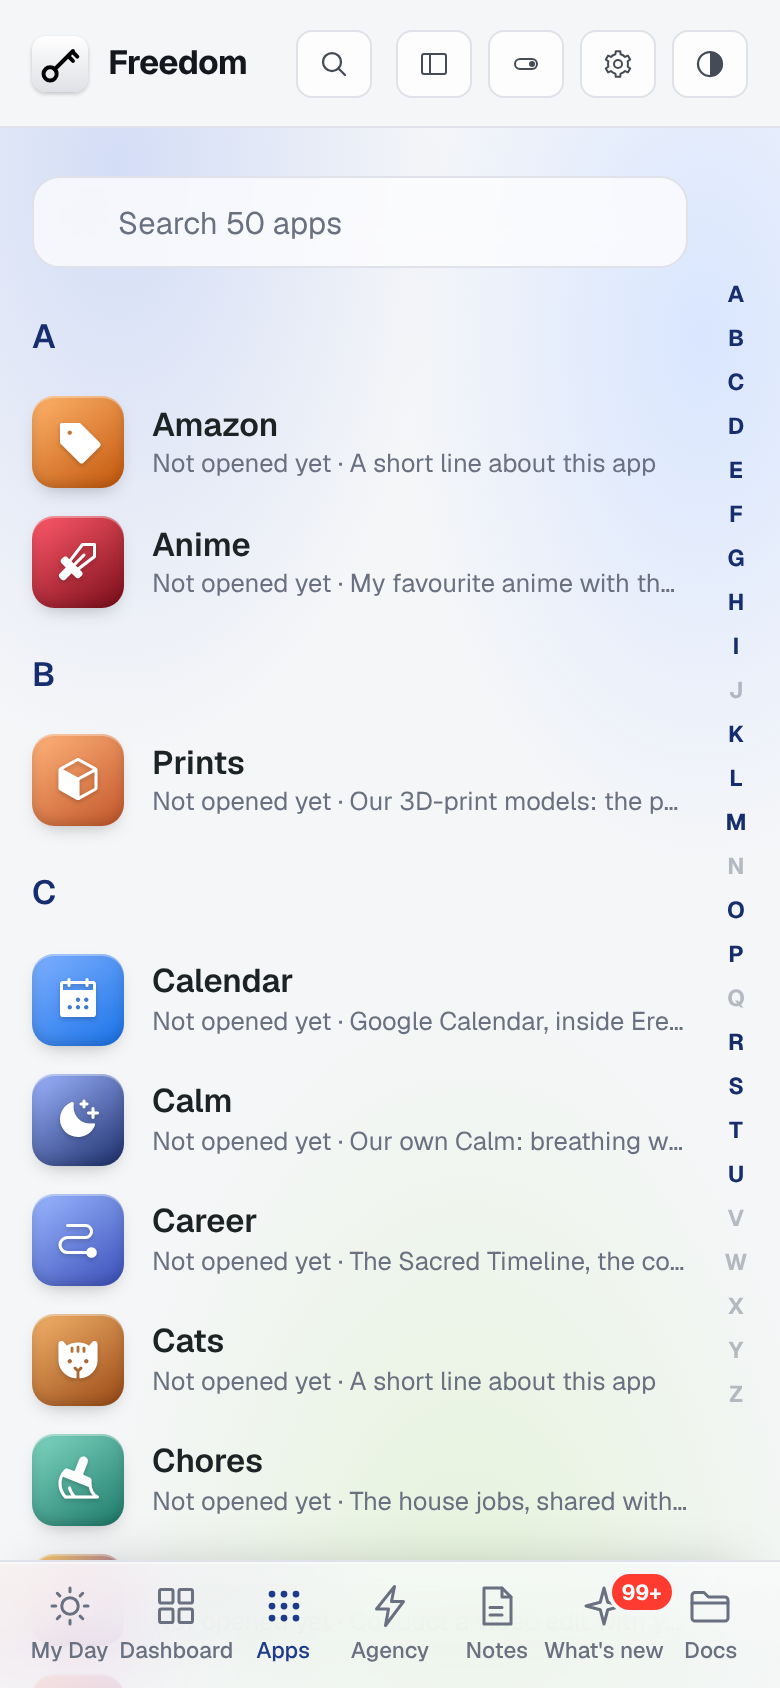 Freedom
Search 50 apps
A
Amazon
Not opened yet · A short line about this app
Anime
Not opened yet · My favourite anime with th...
B
Prints
Not opened yet · Our 3D-print models: the p...
C
Calendar
Not opened yet · Google Calendar, inside Ere...
Calm
Not opened yet · Our own Calm: breathing w...
Career
Not opened yet · The Sacred Timeline, the co...
Cats
Not opened yet · A short line about this app
Chores
Not opened yet · The house jobs, shared with...
A
B
C
D
E
F
G
H
I
J
K
L
M
N
O
P
Q
R
S
T
U
V
W
X
Y
Z
99+
My Day Dashboard Apps Agency Notes What's new Docs